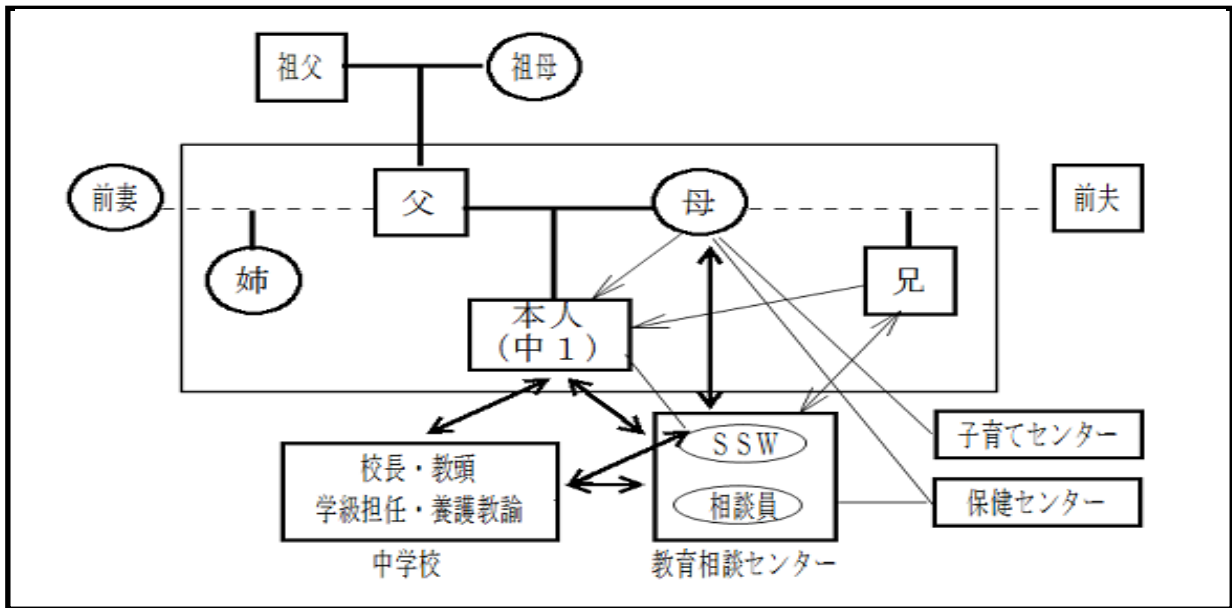 祖父
祖母
前妻
父
母
前夫
姉
兄
本人
(中１)
校長・教頭
学級担任・養護教諭
中学校
ＳＳＷ
相談員
教育相談センター
子育てセンター
保健センター